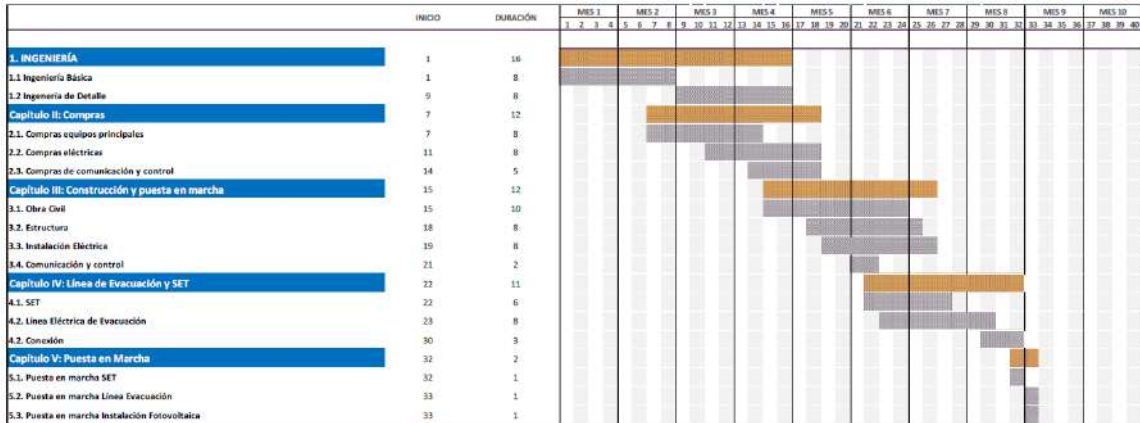 INICIO DURACIÓN MES 1 MES 2 MES 3 MES 4 MES 5 MES 6 MES 7 MES 8 MES 9 MES 10
1 2 3 4 5 6 7 8 9 10 11 12 13 14 15 16 17 18 19 20 21 22 23 24 25 26 27 28 29 30 31 32 33 34 35 36 37 38 39 40
1. INGENIERÍA 1 16
1.1 Ingeniería Básica 1 8
1.2 Ingenería de Detalle 9 8
Capítulo II: Compras 7 12
2.1. Compras equipos principales 7 8
2.2. Compras eléctricas 11 8
2.3. Compras de comunicación y control 14 5
Capítulo III: Construcción y puesta en marcha 15 12
3.1. Obra Civil 15 10
3.2. Estructura 18 8
3.3. Instalación Eléctrica 19 8
3.4. Comunicación y control 21 2
Capítulo IV: Línea de Evacuación y SET 22 11
4.1. SET 22 6
4.2. Línea Eléctrica de Evacuación 23 8
4.2. Conexión 30 3
Capítulo V: Puesta en Marcha 32 2
5.1. Puesta en marcha SET 32 1
5.2. Puesta en marcha Línea Evacuación 33 1
5.3. Puesta en marcha Instalación Fotovoltaica 33 1